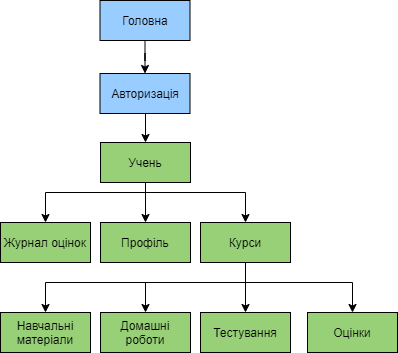 Головна
Авторизація
Учень
Журнал оцінок
Профіль
Курси
Навчальні
матеріали
Домашні
роботи
Тестування
Оцінки